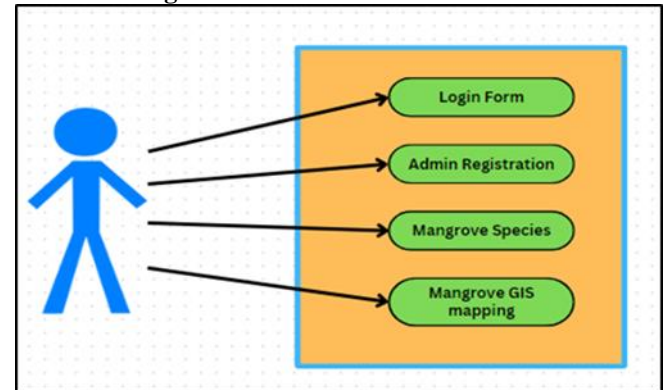 Login Form
Admin Registration
Mangrove Species
Mangrove GIS
mapping